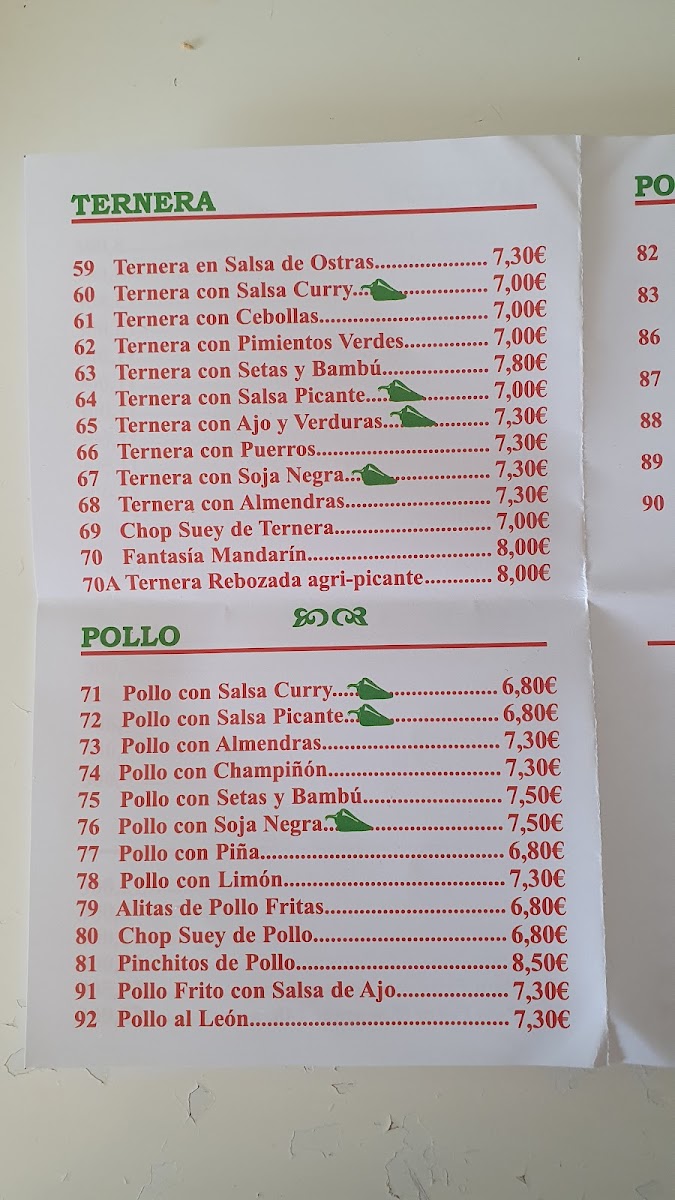 TERNERA
59 Ternera en Salsa de Ostras..................... 7,30€
60 Ternera con Salsa Curry..................... 7,00€
61 Ternera con Cebollas................................ 7,00€
62 Ternera con Pimientos Verdes................ 7,00€
63 Ternera con Setas y Bambú.................... 7,80€
64 Ternera con Salsa Picante..................... 7,00€
65 Ternera con Ajo y Verduras................... 7,30€
66 Ternera con Puerros................................. 7,30€
67 Ternera con Soja Negra......................... 7,30€
68 Ternera con Almendras........................... 7,30€
69 Chop Suey de Ternera............................. 7,00€
70 Fantasía Mandarín................................... 8,00€
70A Ternera Rebozada agri-picante............ 8,00€
POLLO
71 Pollo con Salsa Curry........................ 6,80€
72 Pollo con Salsa Picante....................... 6,80€
73 Pollo con Almendras................................. 7,30€
74 Pollo con Champiñón................................ 7,30€
75 Pollo con Setas y Bambú.......................... 7,50€
76 Pollo con Soja Negra........................... 7,50€
77 Pollo con Piña.............................................. 6,80€
78 Pollo con Limón.......................................... 7,30€
79 Alitas de Pollo Fritas.................................. 6,80€
80 Chop Suey de Pollo.................................... 6,80€
81 Pinchitos de Pollo....................................... 8,50€
91 Pollo Frito con Salsa de Ajo..................... 7,30€
92 Pollo al León................................................. 7,30€
PO
82
83
86
87
88
89
90